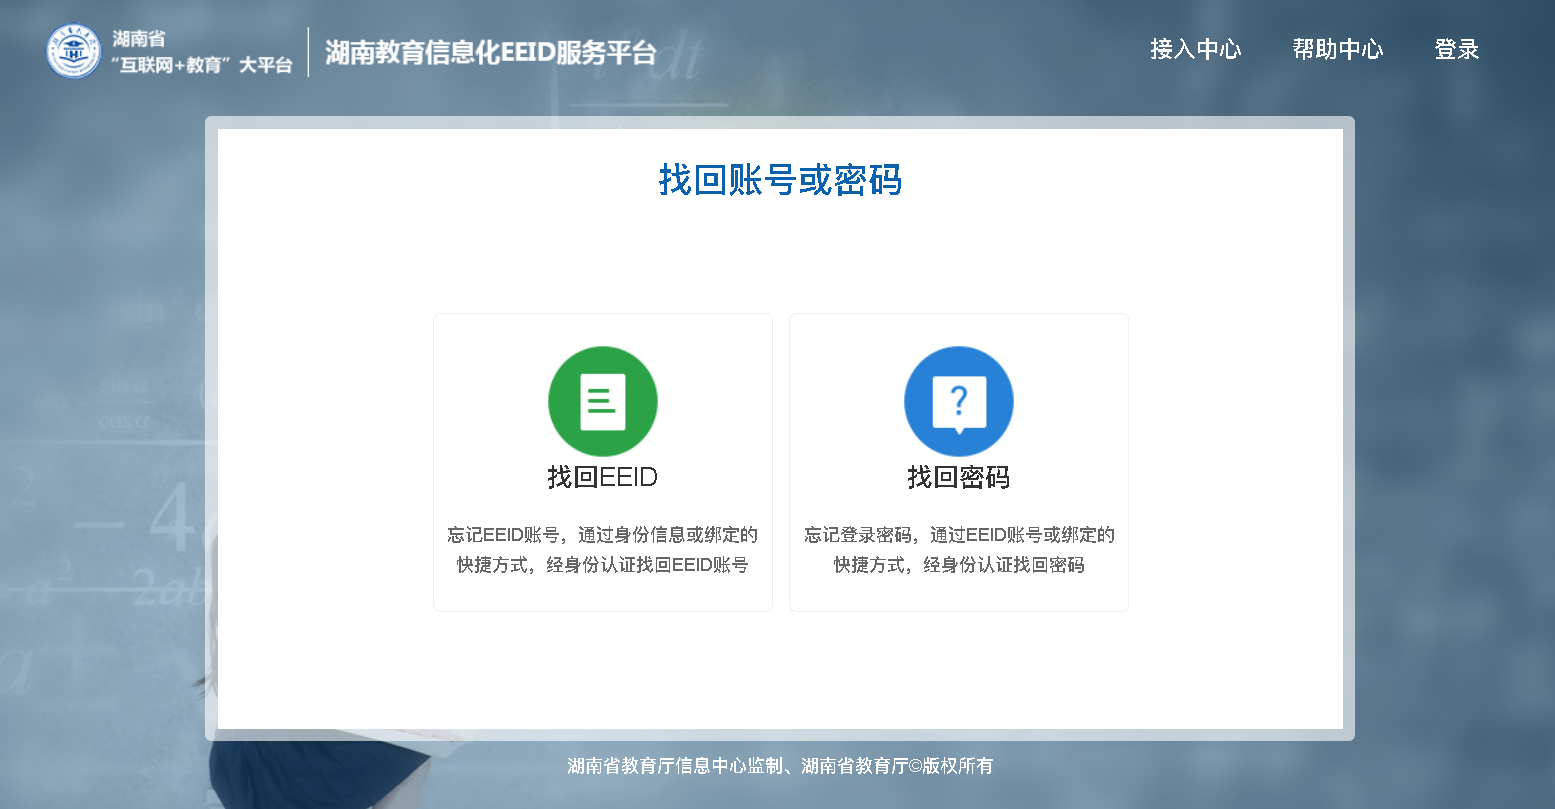 湖南省
“互联网+教育”大平台
湖南教育信息化EEID服务平台
接入中心
帮助中心
登录
找回账号或密码
找回EEID
忘记EEID账号，通过身份信息或绑定的
快捷方式，经身份认证找回EEID账号
找回密码
忘记登录密码，通过EEID账号或绑定的
快捷方式，经身份认证找回密码
湖南省教育厅信息中心监制、湖南省教育厅©版权所有